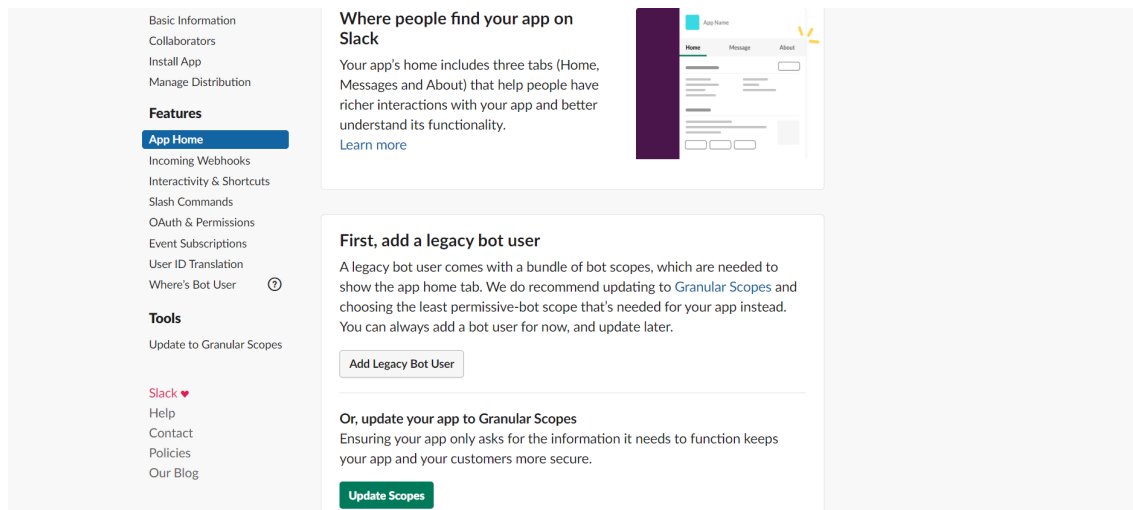 Basic Information
Collaborators
Install App
Manage Distribution
Features
App Home
Incoming Webhooks
Interactivity & Shortcuts
Slash Commands
OAuth & Permissions
Event Subscriptions
User ID Translation
Where's Bot User ?
Tools
Update to Granular Scopes
Slack ♥
Help
Contact
Policies
Our Blog
Where people find your app on
Slack
Your app's home includes three tabs (Home,
Messages and About) that help people have
richer interactions with your app and better
understand its functionality.
Learn more
App Name
Home Message About
First, add a legacy bot user
A legacy bot user comes with a bundle of bot scopes, which are needed to
show the app home tab. We do recommend updating to Granular Scopes and
choosing the least permissive-bot scope that's needed for your app instead.
You can always add a bot user for now, and update later.
Add Legacy Bot User
Or, update your app to Granular Scopes
Ensuring your app only asks for the information it needs to function keeps
your app and your customers more secure.
Update Scopes